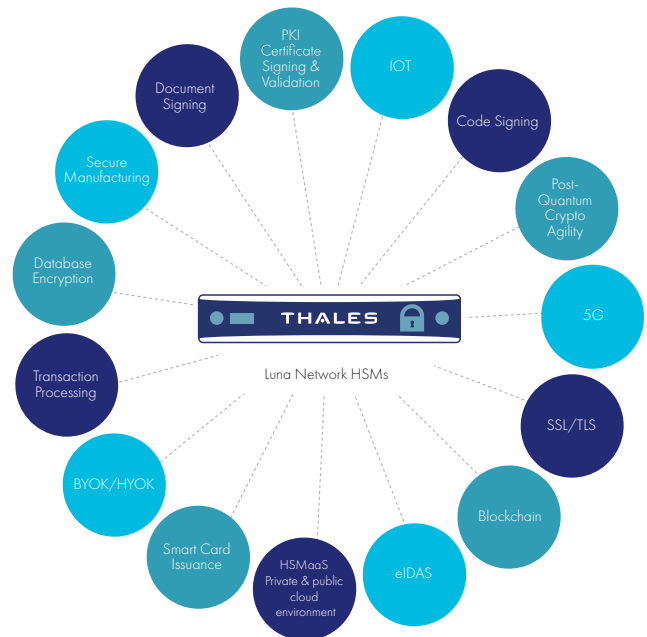 PKI
Certificate
Signing &
Validation
IOT
Document
Signing
Code Signing
Secure
Manufacturing
Post-
Quantum
Crypto
Agility
Database
Encryption
THALES
5G
Luna Network HSMs
Transaction
Processing
SSL/TLS
BYOK/HYOK
Blockchain
Smart Card
Issuance
eIDAS
HSMaaS
Private & public
cloud
environment